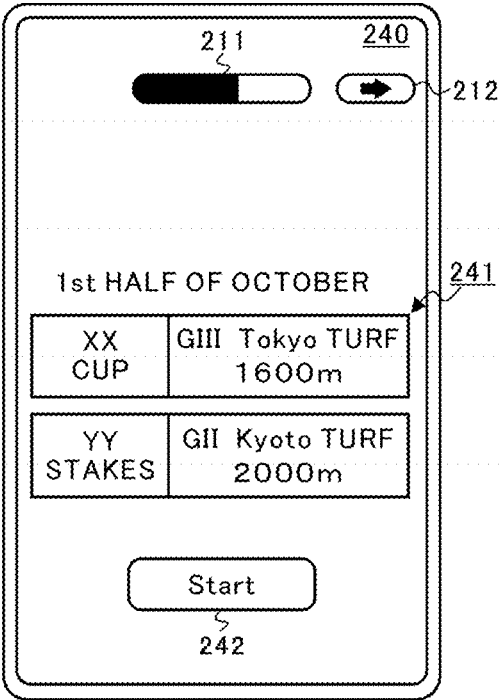 240
211
212
1st HALF OF OCTOBER
241
XX
CUP
GIII Tokyo TURF
1600m
YY
STAKES
GII Kyoto TURF
2000m
Start
242